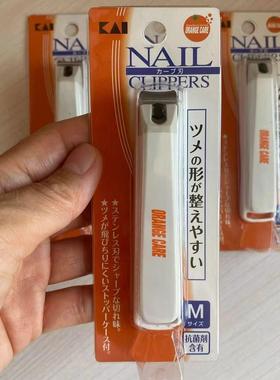 KAI
ORANGE CARE
NAIL
カーブ刃
CLIPPERS
ツメの形が整えやすい
ORANGE CARE
★ステンレス刃でシャープな切れ味。
★ツメが飛びちりにくいストッパーケース付。
M
サイズ
抗菌剤
含有